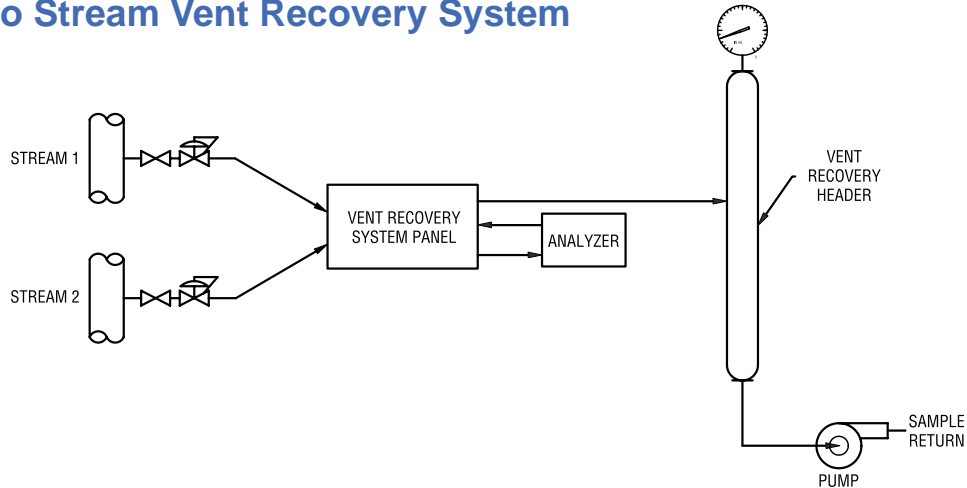 o Stream Vent Recovery System
STREAM 1
STREAM 2
VENT RECOVERY
SYSTEM PANEL
ANALYZER
VENT
RECOVERY
HEADER
SAMPLE
RETURN
PUMP